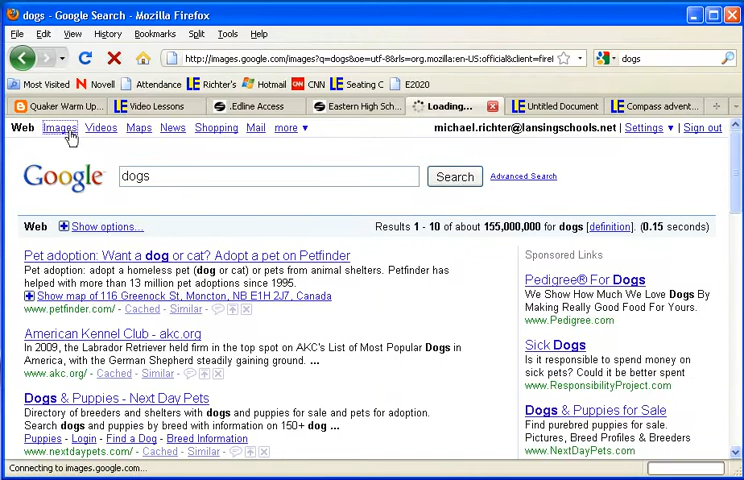 dogs - Google Search - Mozilla Firefox
File Edit View History Bookmarks Split Tools Help
http://images.google.com/images?q=dogs&oe=utf-8&rls=org.mozilla:en-US:official&client=firef dogs
Most Visited Novell Attendance Richter's Hotmail CNN Seating C E2020
Quaker Warm Up... Video Lessons .Edline Access Eastern High Sch... Loading... Untitled Document Compass advent...
Web Images Videos Maps News Shopping Mail more ▼ michael.richter@lansingschools.net | Settings ▼ | Sign out
Google dogs Search Advanced Search
Web Show options... Results 1 - 10 of about 155,000,000 for dogs [definition]. (0.15 seconds)
Pet adoption: Want a dog or cat? Adopt a pet on Petfinder
Pet adoption: adopt a homeless pet (dog or cat) or pets from animal shelters. Petfinder has
helped with more than 13 million pet adoptions since 1995.
Show map of 116 Greenock St, Moncton, NB E1H 2J7, Canada
www.petfinder.com/ - Cached - Similar -
American Kennel Club - akc.org
In 2009, the Labrador Retriever held firm in the top spot on AKC's List of Most Popular Dogs in
America, with the German Shepherd steadily gaining ground. ...
www.akc.org/ - Cached - Similar -
Dogs & Puppies - Next Day Pets
Directory of breeders and shelters with dogs and puppies for sale and pets for adoption.
Search dogs and puppies by breed with information on 150+ dog ...
Puppies - Login - Find a Dog - Breed Information
www.nextdaypets.com/ - Cached - Similar -
Sponsored Links
Pedigree® For Dogs
We Show How Much We Love Dogs By
Making Really Good Food For Yours.
www.Pedigree.com
Sick Dogs
Is it responsible to spend money on
sick pets? Could it be better spent
www.ResponsibilityProject.com
Dogs & Puppies for Sale
Find purebred puppies for sale.
Pictures, Breed Profiles & Breeders
www.NextDayPets.com
Connecting to images.google.com...